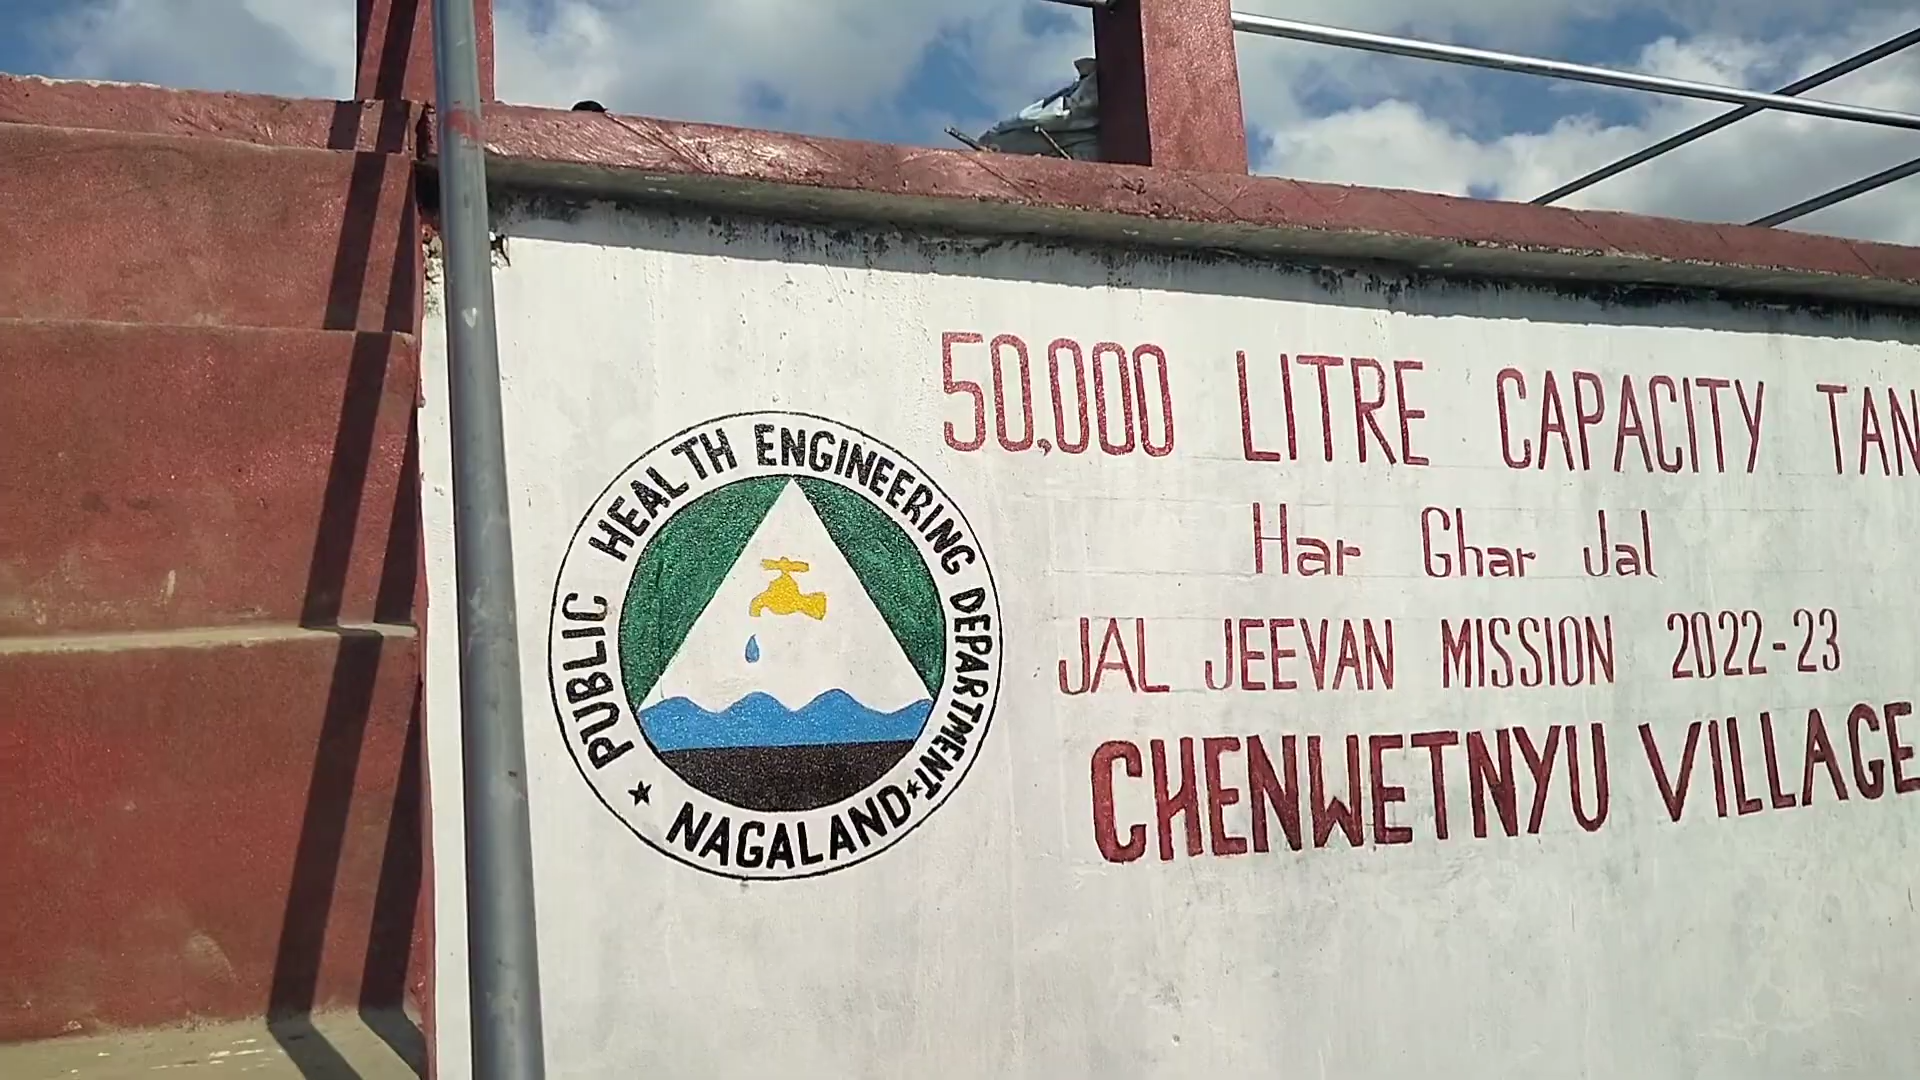 50,000 LITRE CAPACITY TAN
Har Ghar Jal
JAL JEEVAN MISSION 2022-23
CHENWETNYU VILLAGE
PUBLIC HEALTH ENGINEERING DEPARTMENT
NAGALAND